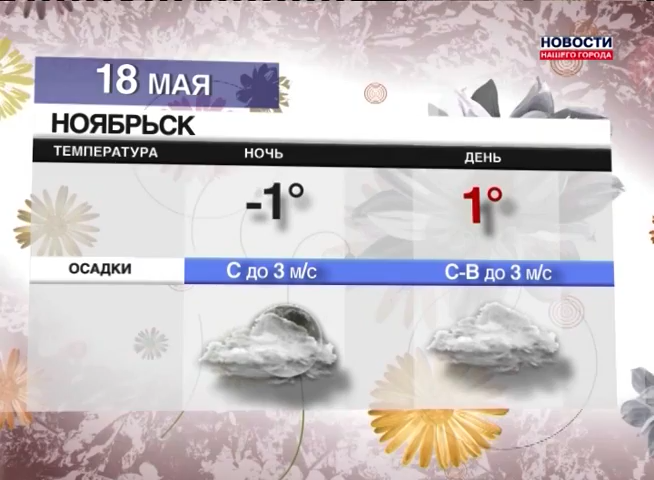 НОВОСТИ
НАШЕГО ГОРОДА
18 МАЯ
НОЯБРЬСК
ТЕМПЕРАТУРА НОЧЬ ДЕНЬ
-1° 1°
ОСАДКИ С до 3 м/с С-В до 3 м/с